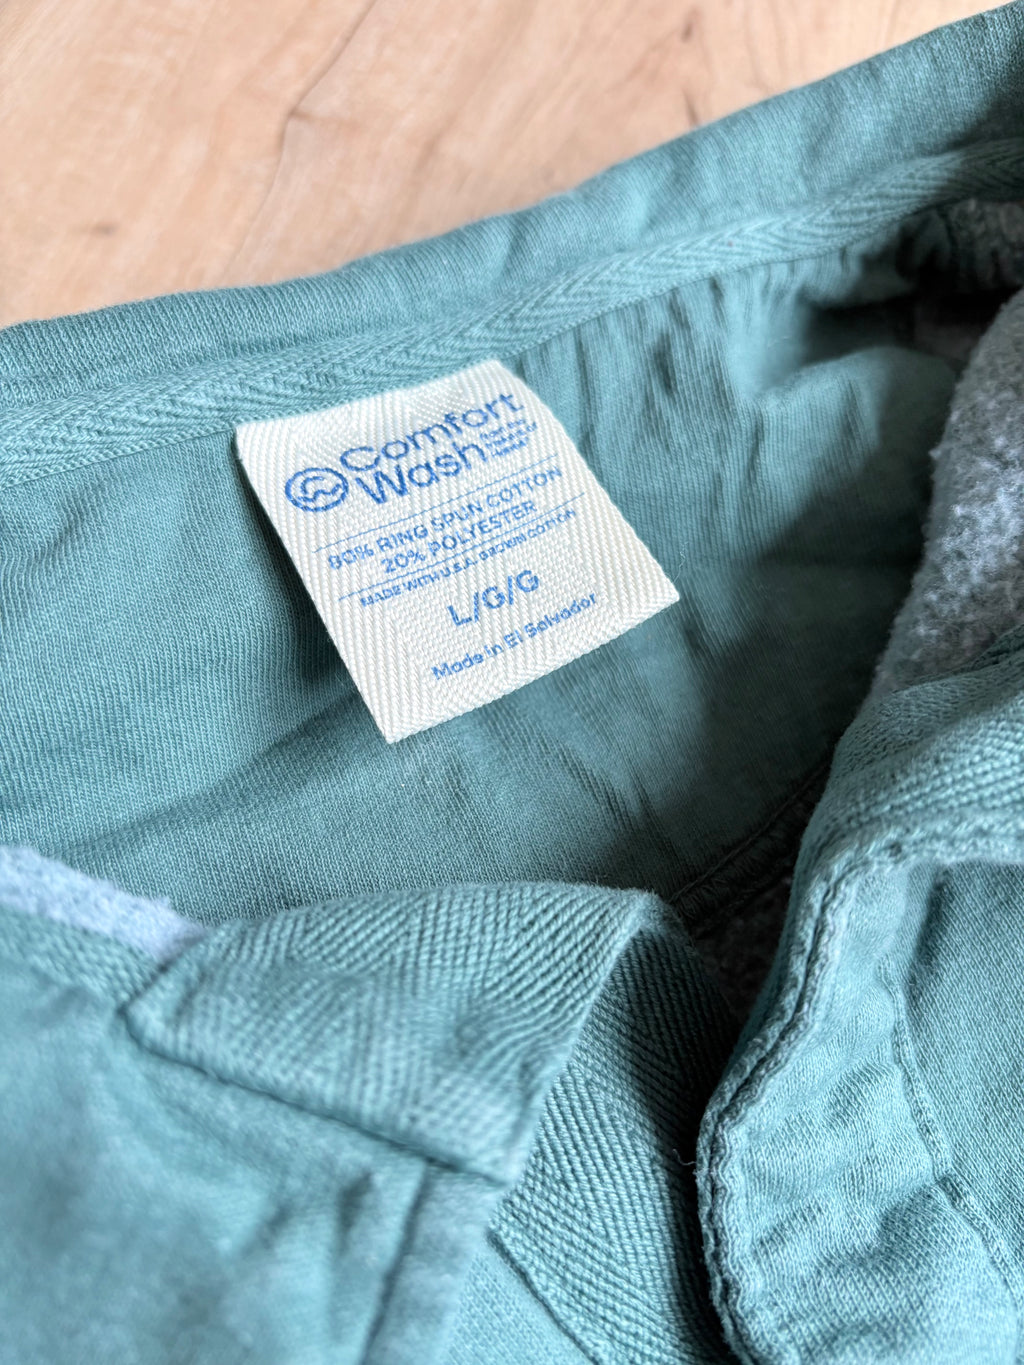 Comfort
Wash
80% RING SPUN COTTON
20% POLYESTER
MADE WITH U.S.A. GROWN COTTON
L/G/G
Made in El Salvador